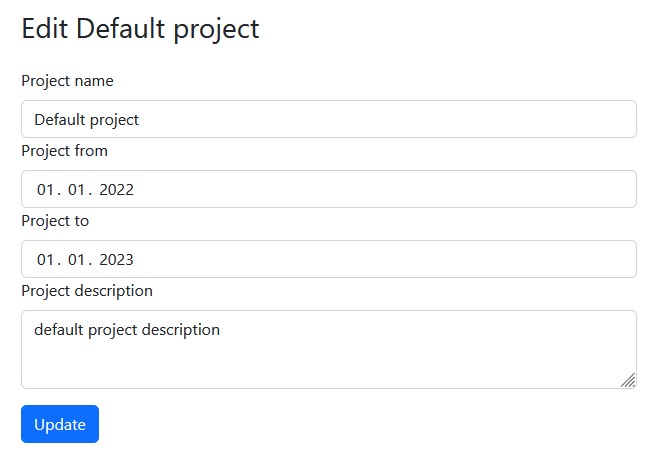 Edit Default project
Project name
Default project
Project from
01. 01. 2022
Project to
01. 01. 2023
Project description
default project description
Update